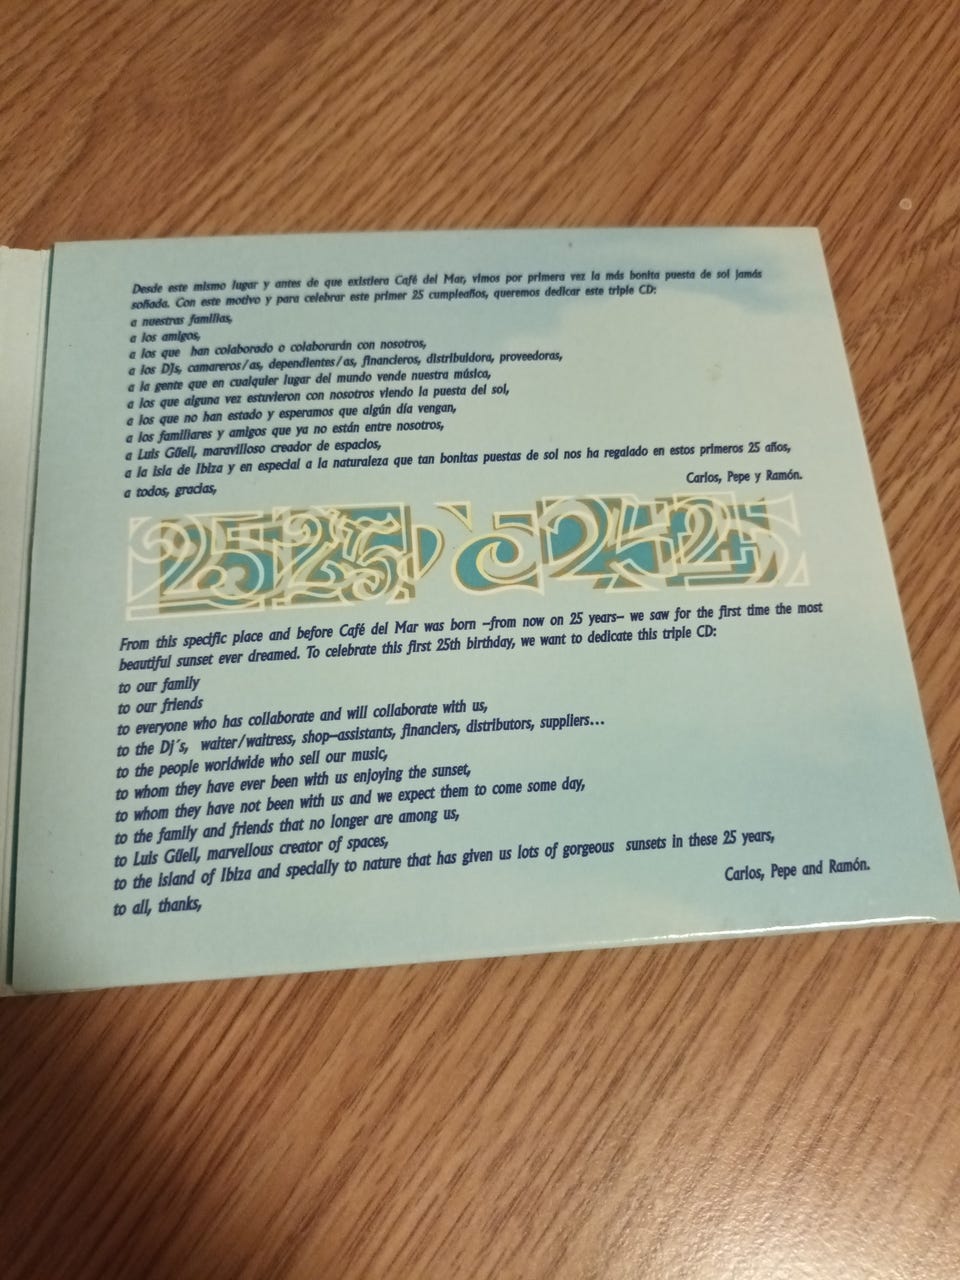 Desde este mismo lugar y antes de que existiera Café del Mar, vimos por primera vez la más bonita puesta de sol jamás
soñada. Con este motivo y para celebrar este primer 25 cumpleaños, queremos dedicar este triple CD:
a nuestras familias,
a los amigos,
a los que han colaborado o colaborarán con nosotros,
a los DJs, camareros/as, dependientes/as, financieros, distribuidora, proveedoras,
a la gente que en cualquier lugar del mundo vende nuestra música,
a los que alguna vez estuvieron con nosotros viendo la puesta del sol,
a los que no han estado y esperamos que algún día vengan,
a los familiares y amigos que ya no están entre nosotros,
a Luis Güell, maravilloso creador de espacios,
a la isla de Ibiza y en especial a la naturaleza que tan bonitas puestas de sol nos ha regalado en estos primeros 25 años,
a todos, gracias,
Carlos, Pepe y Ramón.
25 25
25
From this specific place and before Café del Mar was born –from now on 25 years– we saw for the first time the most
beautiful sunset ever dreamed. To celebrate this first 25th birthday, we want to dedicate this triple CD:
to our family
to our friends
to everyone who has collaborate and will collaborate with us,
to the Dj´s, waiter/waitress, shop–assistants, financiers, distributors, suppliers...
to the people worldwide who sell our music,
to whom they have ever been with us enjoying the sunset,
to whom they have not been with us and we expect them to come some day,
to the family and friends that no longer are among us,
to Luis Güell, marvellous creator of spaces,
to the island of Ibiza and specially to nature that has given us lots of gorgeous sunsets in these 25 years,
to all, thanks,
Carlos, Pepe and Ramón.